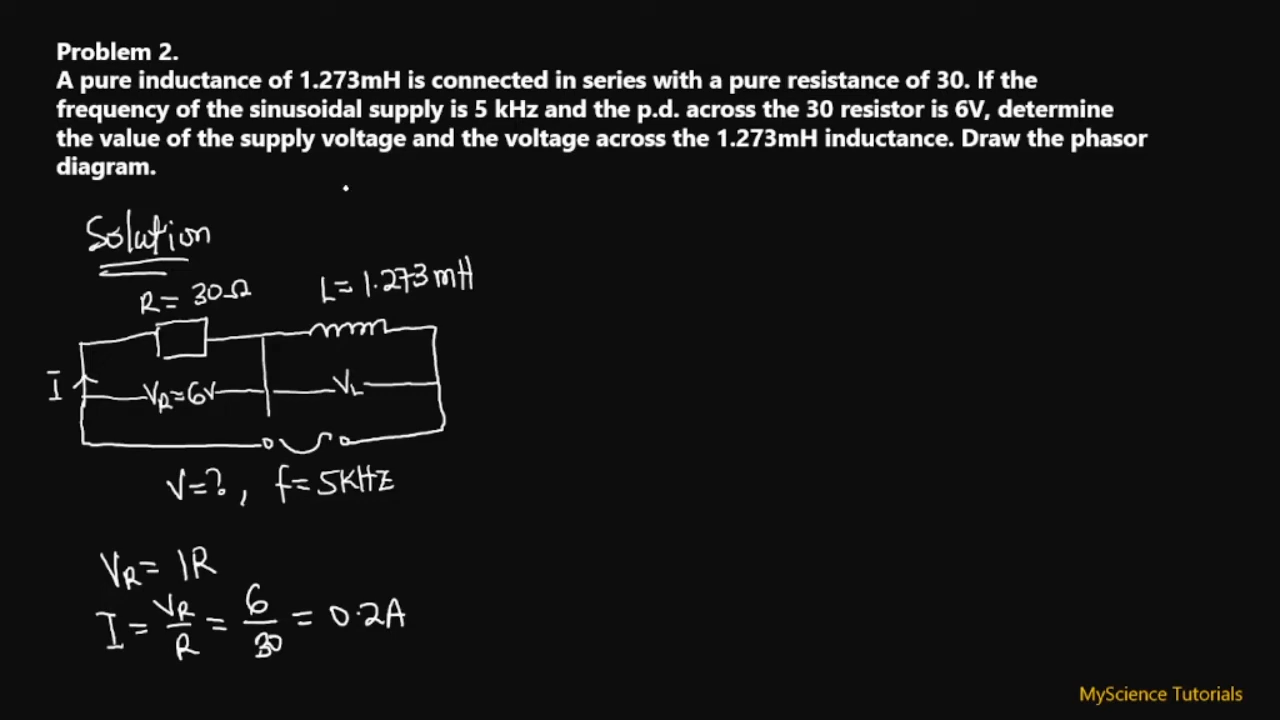 Problem 2.
A pure inductance of 1.273mH is connected in series with a pure resistance of 30. If the
frequency of the sinusoidal supply is 5 kHz and the p.d. across the 30 resistor is 6V, determine
the value of the supply voltage and the voltage across the 1.273mH inductance. Draw the phasor
diagram.
Solution
R = 30Ω
L = 1.273mH
I
VR = 6V
VL
V = ? , f = 5KHZ
VR = IR
I = VR/R = 6/30 = 0.2A
MyScience Tutorials